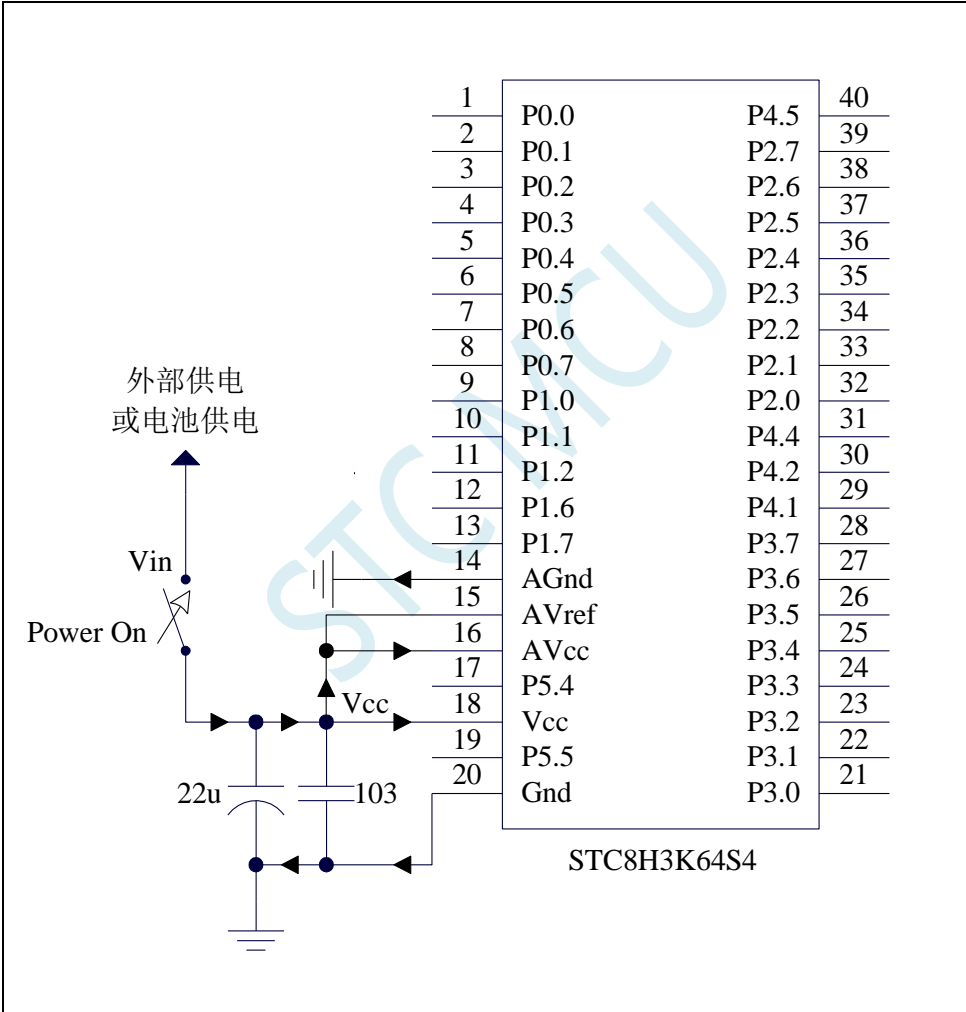 1 P0.0 P4.5 40
2 P0.1 P2.7 39
3 P0.2 P2.6 38
4 P0.3 P2.5 37
5 P0.4 P2.4 36
6 P0.5 P2.3 35
7 P0.6 P2.2 34
8 P0.7 P2.1 33
9 P1.0 P2.0 32
10 P1.1 P4.4 31
11 P1.2 P4.2 30
12 P1.6 P4.1 29
13 P1.7 P3.7 28
14 AGnd P3.6 27
15 AVref P3.5 26
16 AVcc P3.4 25
17 P5.4 P3.3 24
18 Vcc P3.2 23
19 P5.5 P3.1 22
20 Gnd P3.0 21
STC8H3K64S4
外部供电
或电池供电
Vin
Power On
Vcc
22u
103
STC MCU